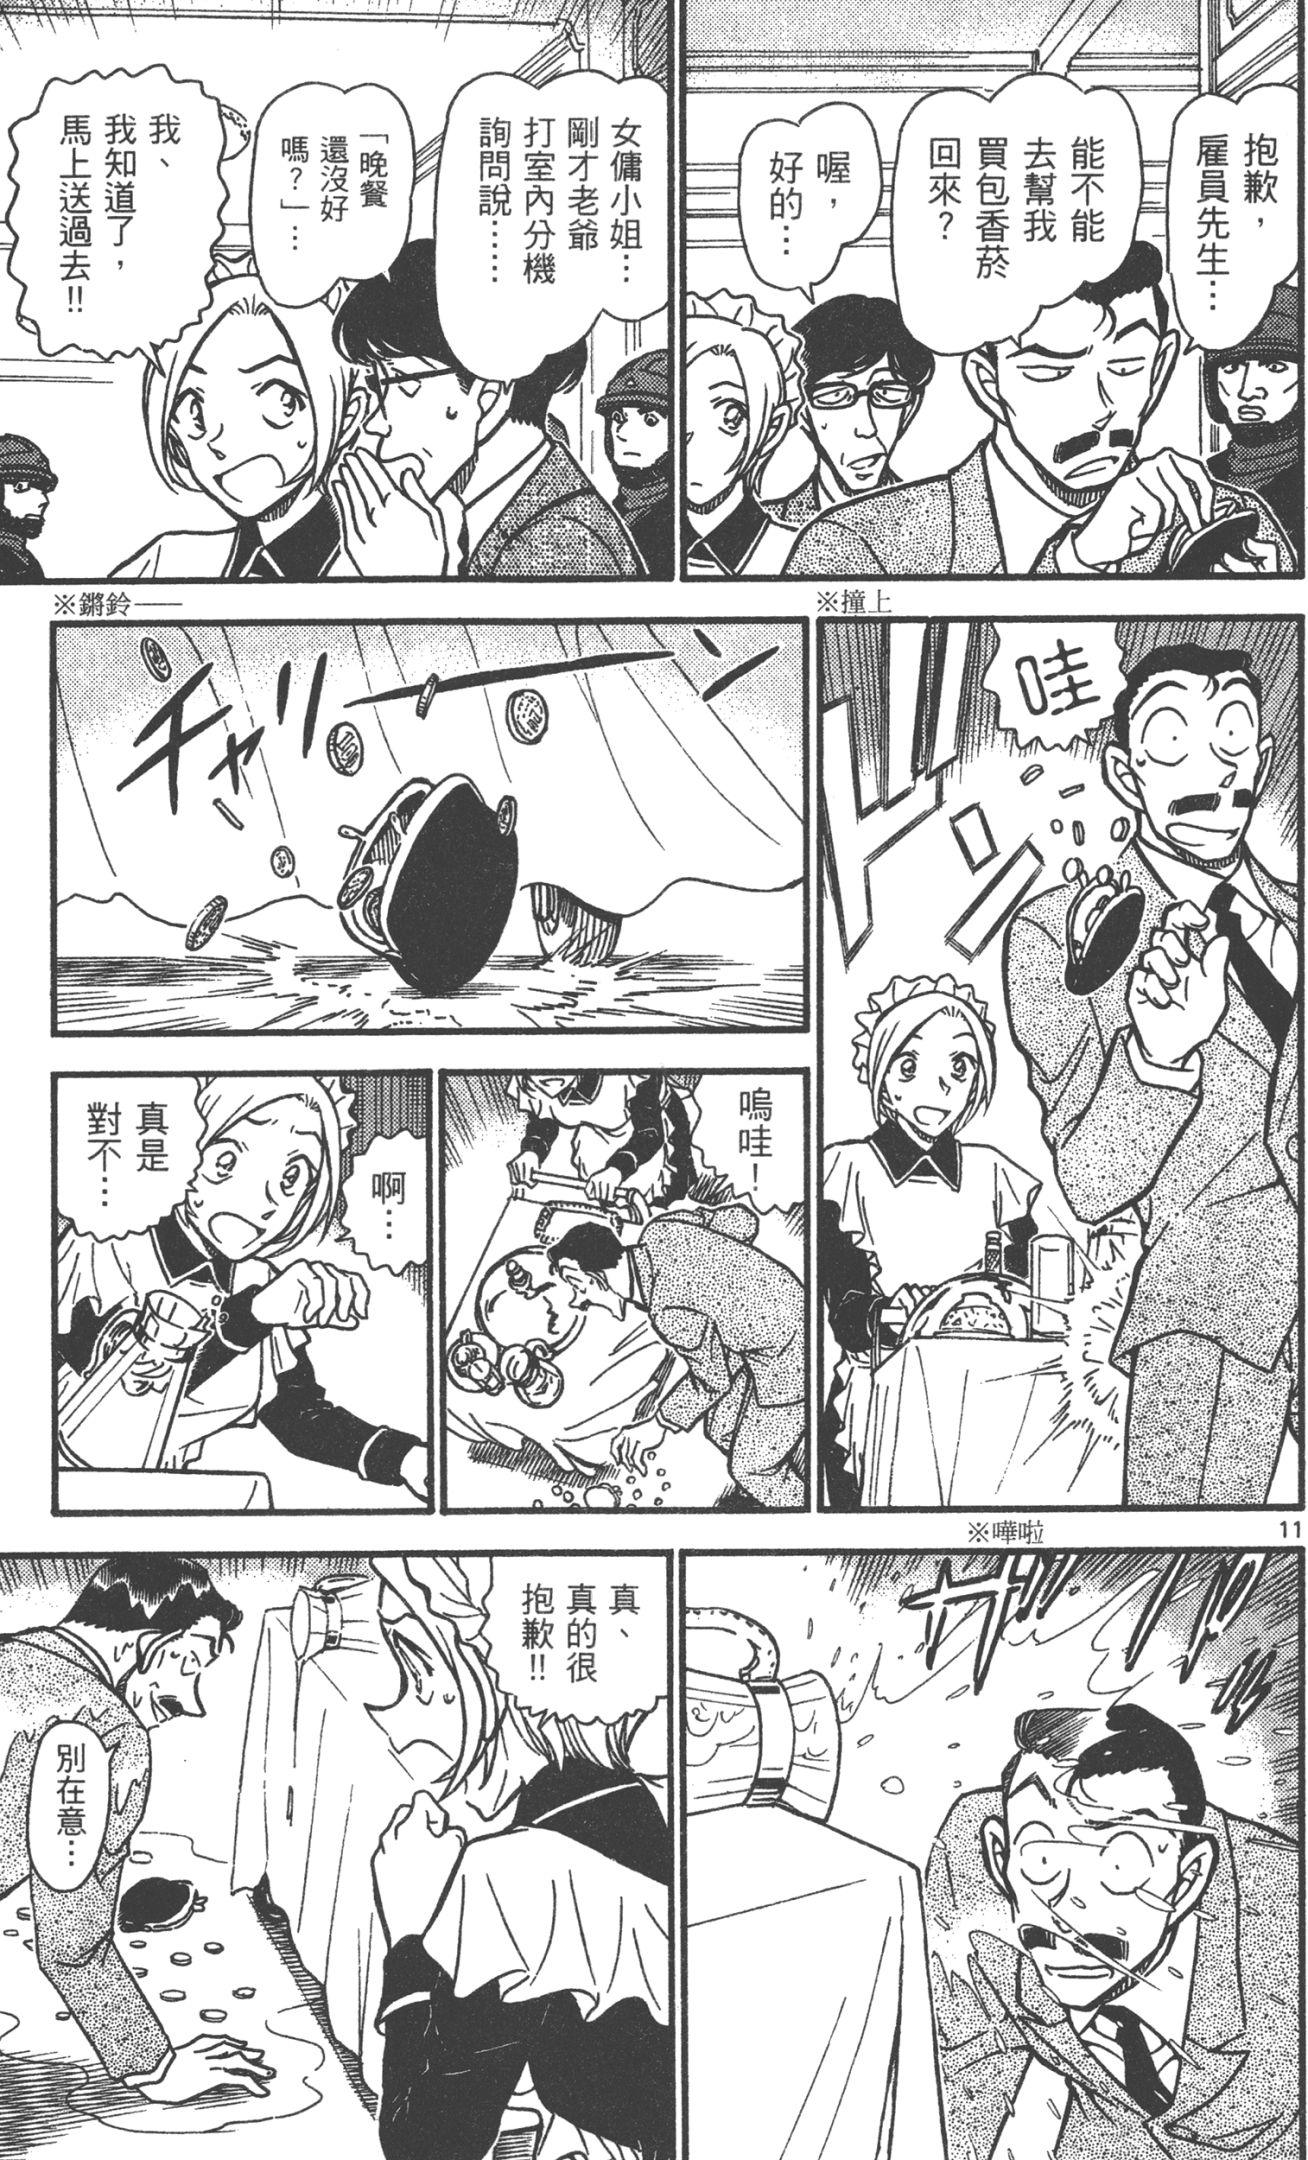 抱歉，
雇員先生…
能不能
去幫我
買包香菸
回來？
喔，
好的…
女傭小姐…
剛才老爺
打室內分機
詢問說……
「晚餐
還沒好
嗎？」…
我、
我知道了，
馬上送過去!!
※撞上
哇
ドン
※鏘鈴——
チャリーン
嗚哇！
啊…
真是
對不…
11
※嘩啦
真、
真的很
抱歉!!
別在意…